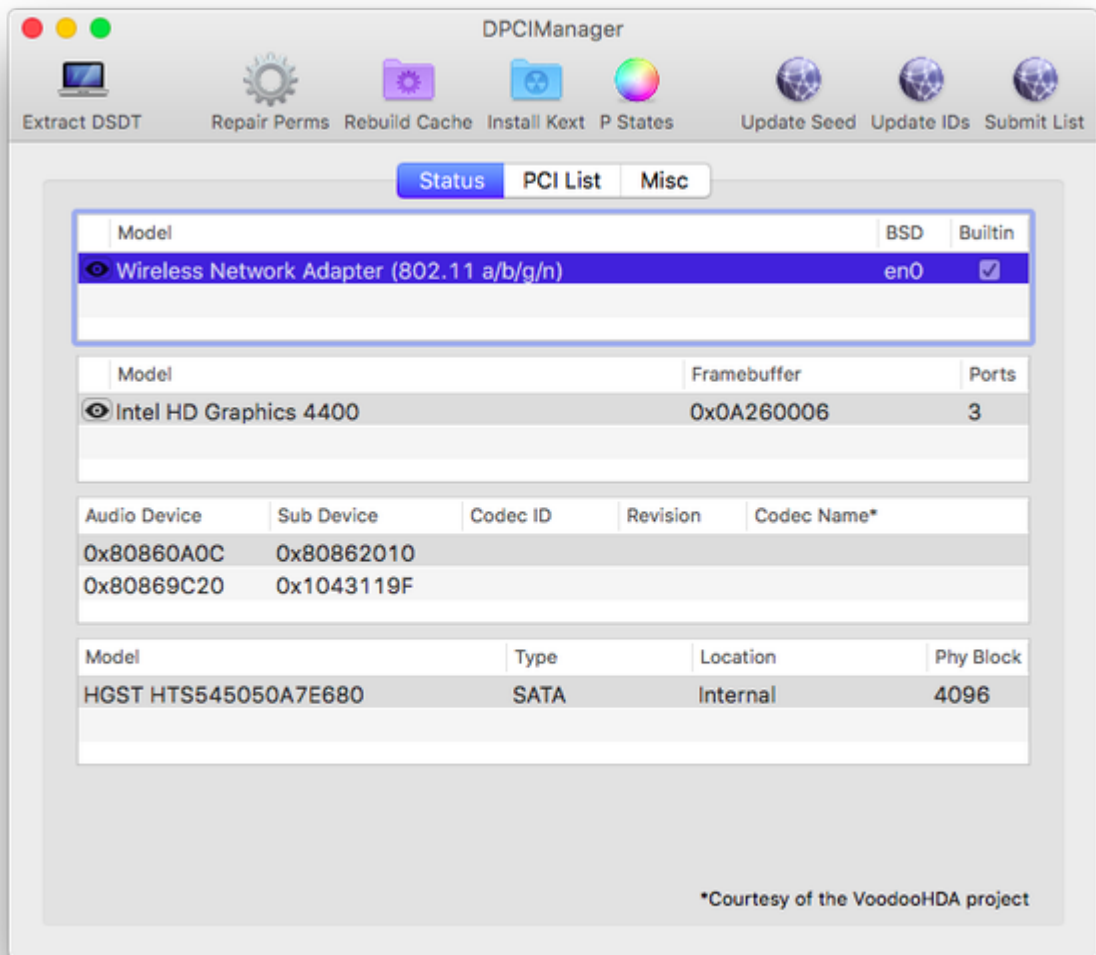 DPCIManager
Extract DSDT Repair Perms Rebuild Cache Install Kext P States Update Seed Update IDs Submit List
Status PCI List Misc
Model BSD Builtin
Wireless Network Adapter (802.11 a/b/g/n) en0
Model Framebuffer Ports
Intel HD Graphics 4400 0x0A260006 3
Audio Device Sub Device Codec ID Revision Codec Name*
0x80860A0C 0x80862010
0x80869C20 0x1043119F
Model Type Location Phy Block
HGST HTS545050A7E680 SATA Internal 4096
*Courtesy of the VoodooHDA project